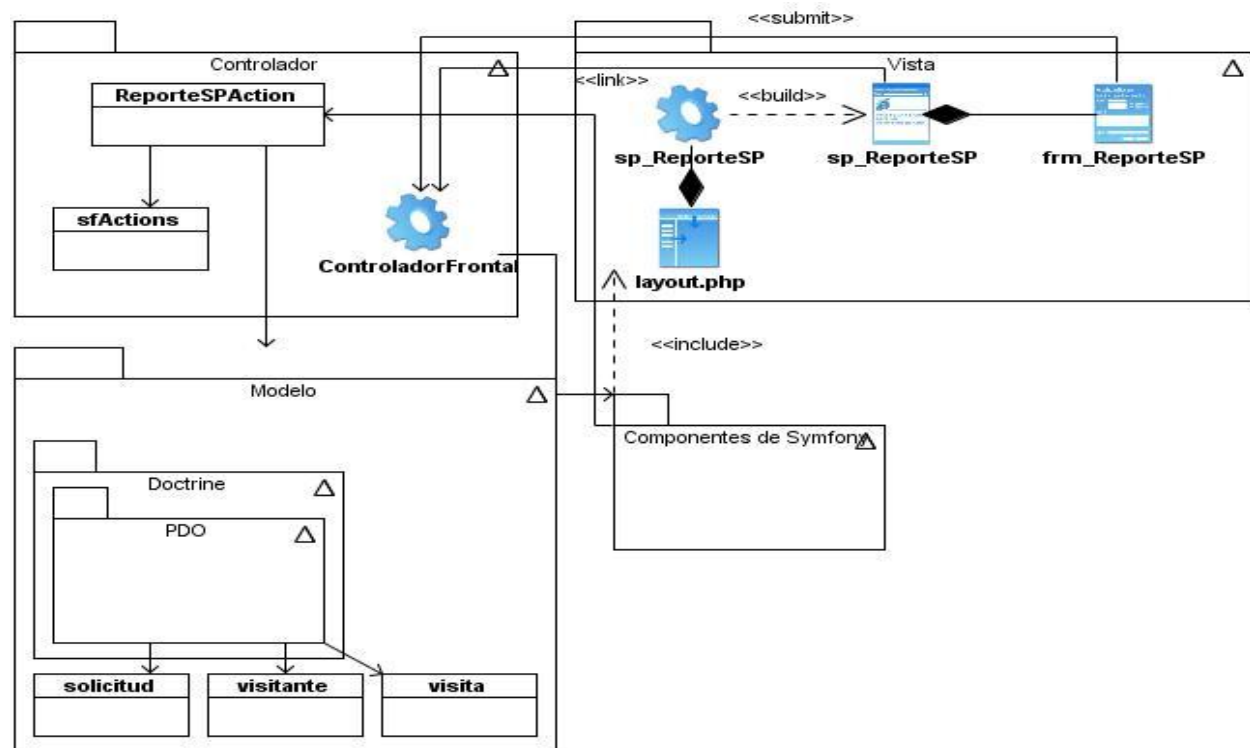 <<submit>>
Controlador
Vista
ReporteSPAction
<<link>>
<<build>>
sp_ReporteSP
sp_ReporteSP
frm_ReporteSP
sfActions
ControladorFrontal
layout.php
<<include>>
Modelo
Componentes de Symfony
Doctrine
PDO
solicitud
visitante
visita